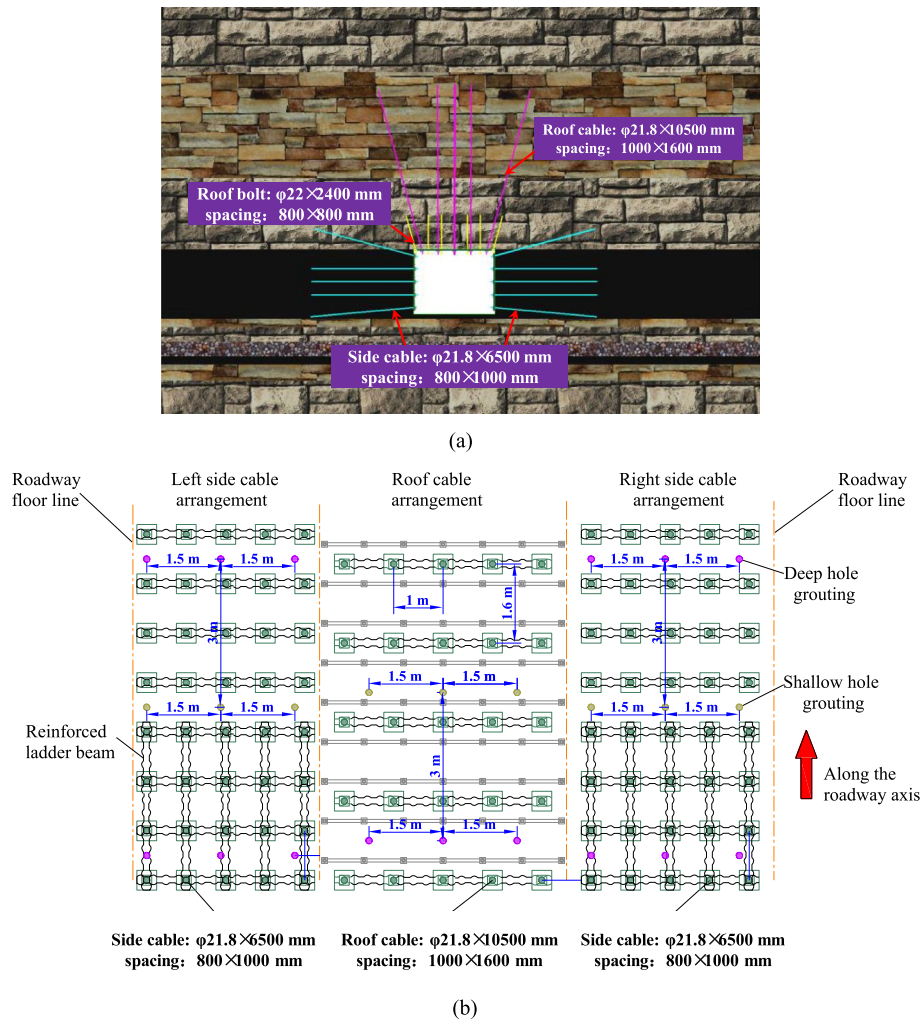 Roof cable: φ21.8×10500 mm
spacing： 1000×1600 mm
Roof bolt: φ22×2400 mm
spacing： 800×800 mm
Side cable: φ21.8×6500 mm
spacing： 800×1000 mm
(a)
Roadway
floor line
Left side cable
arrangement
Roof cable
arrangement
Right side cable
arrangement
Roadway
floor line
1.5 m
1.5 m
1.5 m
1.5 m
Deep hole
grouting
1 m
1.6 m
3 m
3 m
1.5 m
1.5 m
1.5 m
1.5 m
1.5 m
1.5 m
Shallow hole
grouting
Reinforced
ladder beam
3 m
Along the
roadway axis
1.5 m
1.5 m
Side cable: φ21.8×6500 mm
spacing： 800×1000 mm
Roof cable: φ21.8×10500 mm
spacing： 1000×1600 mm
Side cable: φ21.8×6500 mm
spacing： 800×1000 mm
(b)